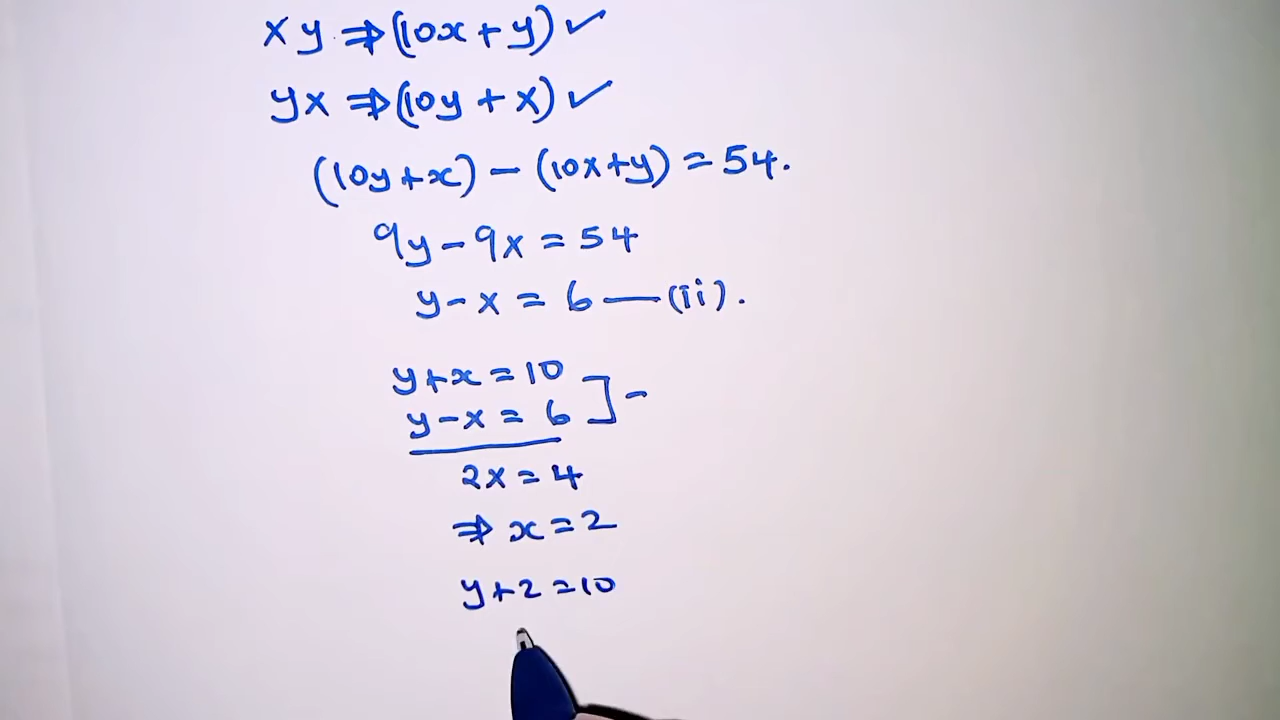 xy ⇒ (10x + y) ✓
yx ⇒ (10y + x) ✓
(10y + x) - (10x + y) = 54.
9y - 9x = 54
y - x = 6 — (ii).
y + x = 10
y - x = 6 ] -
2x = 4
⇒ x = 2
y + 2 = 10